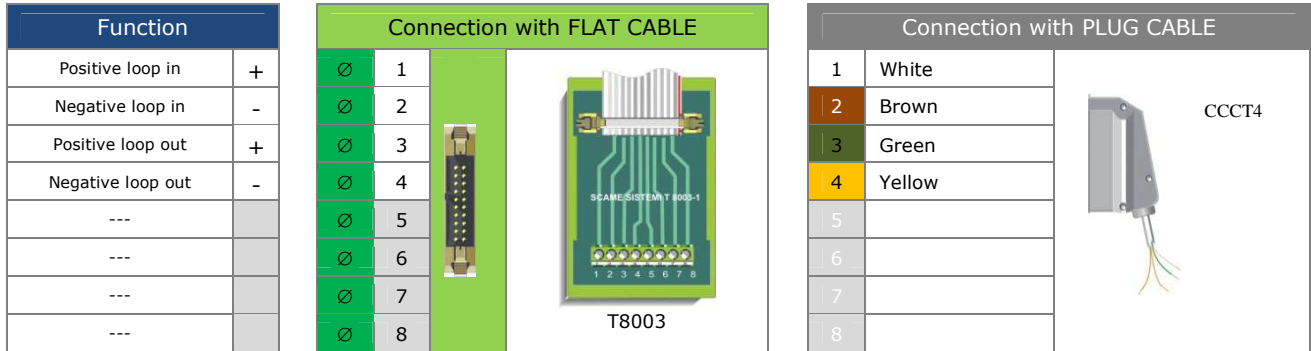 Function
Positive loop in +
Negative loop in -
Positive loop out +
Negative loop out -
---
---
---
---
Connection with FLAT CABLE
Ø 1
Ø 2
Ø 3
Ø 4
Ø 5
Ø 6
Ø 7
Ø 8
SCAME SISTEMI T 8003-1
1 2 3 4 5 6 7 8
T8003
Connection with PLUG CABLE
1 White
2 Brown
3 Green
4 Yellow
5
6
7
8
CCCT4